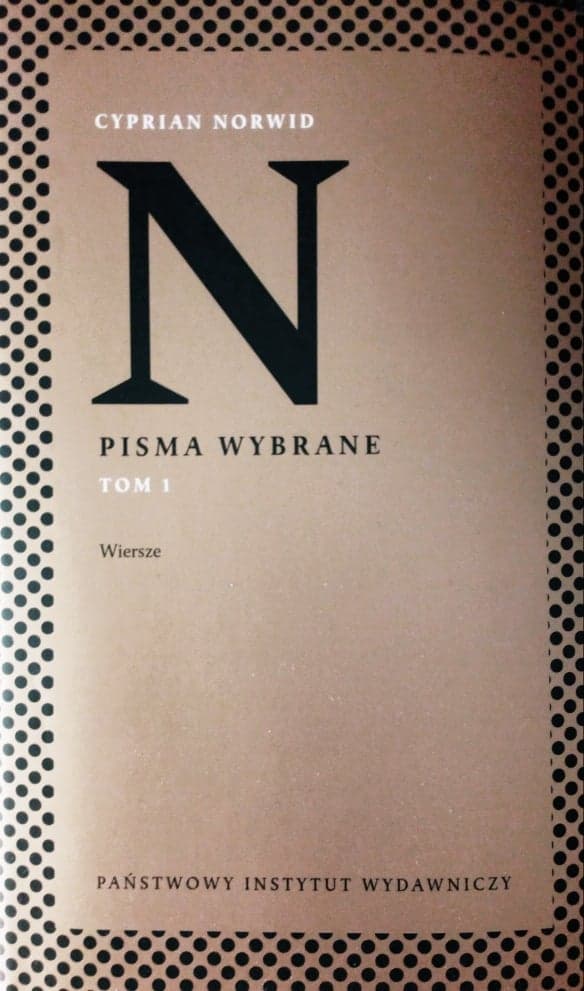 CYPRIAN NORWID
N
PISMA WYBRANE
TOM 1
Wiersze
PAŃSTWOWY INSTYTUT WYDAWNICZY